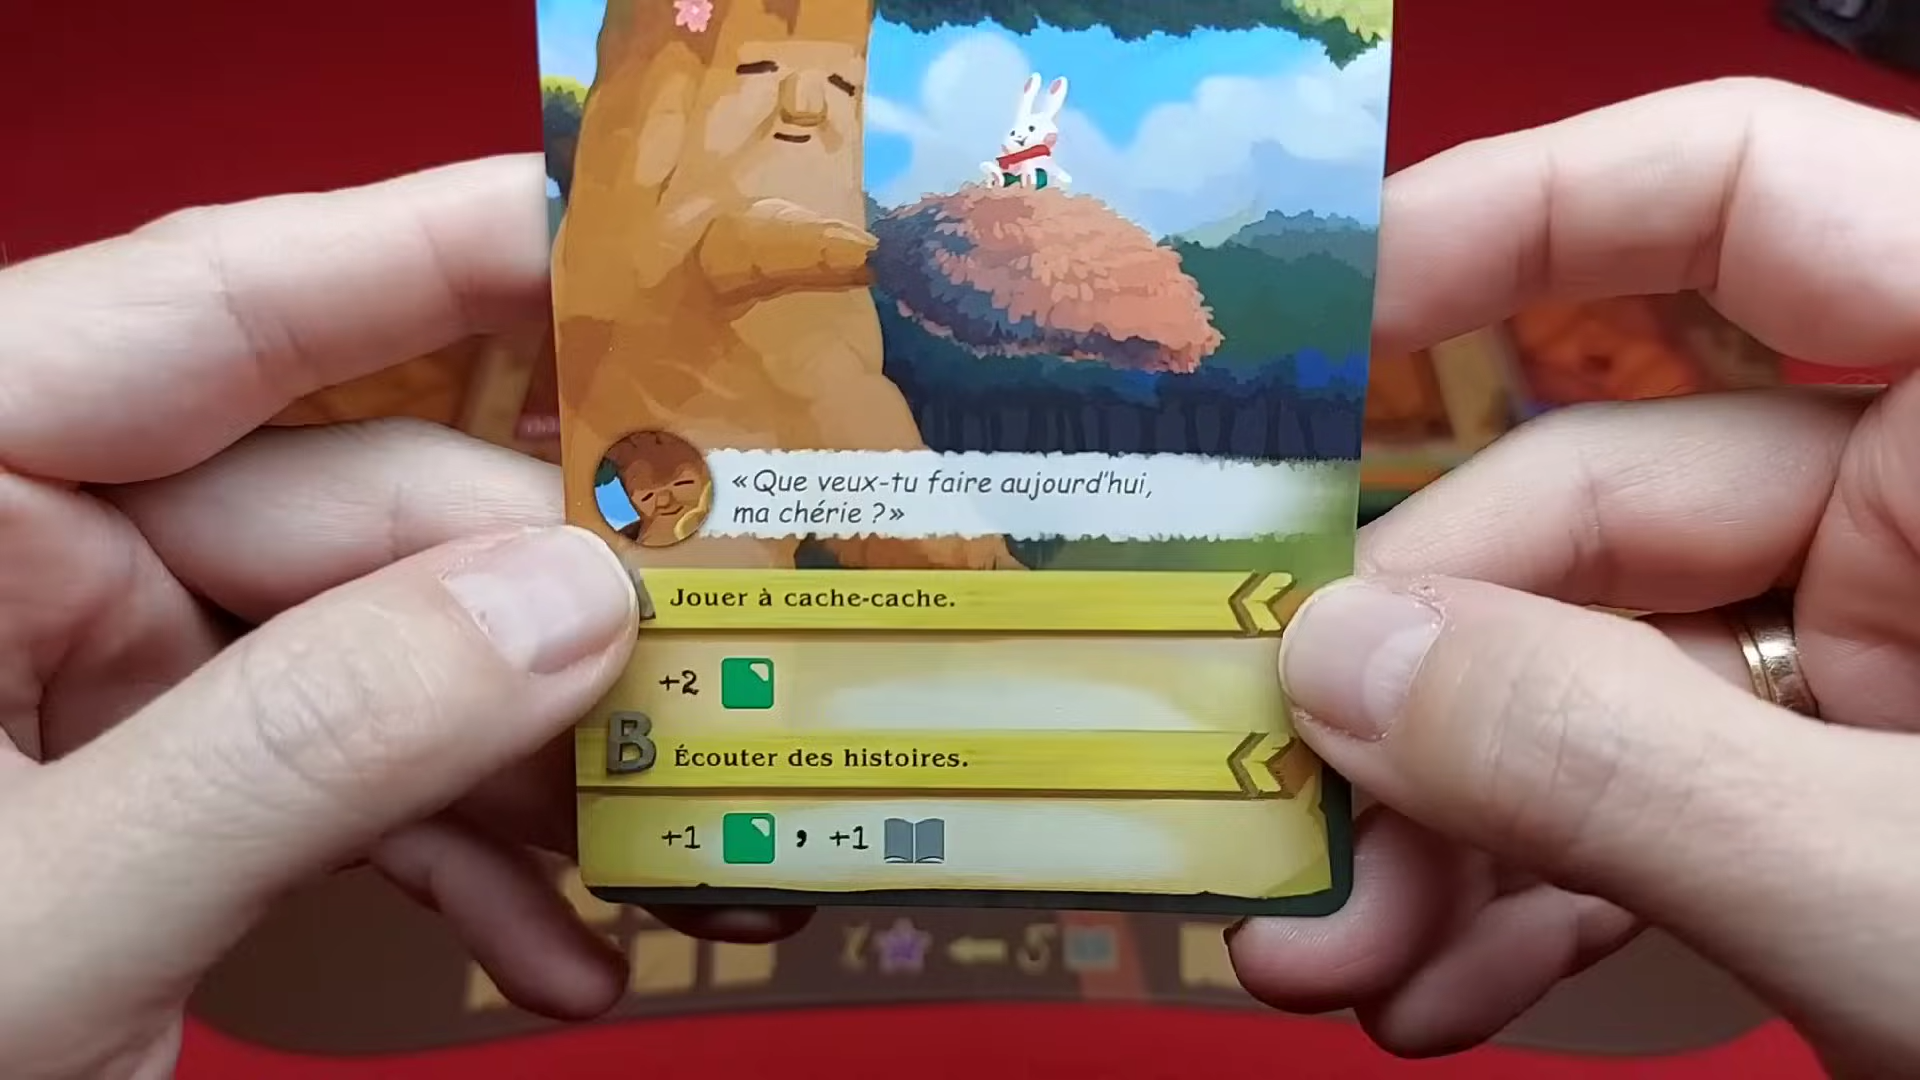 « Que veux-tu faire aujourd'hui,
ma chérie ? »
Jouer à cache-cache.
+2
B
Écouter des histoires.
+1 , +1